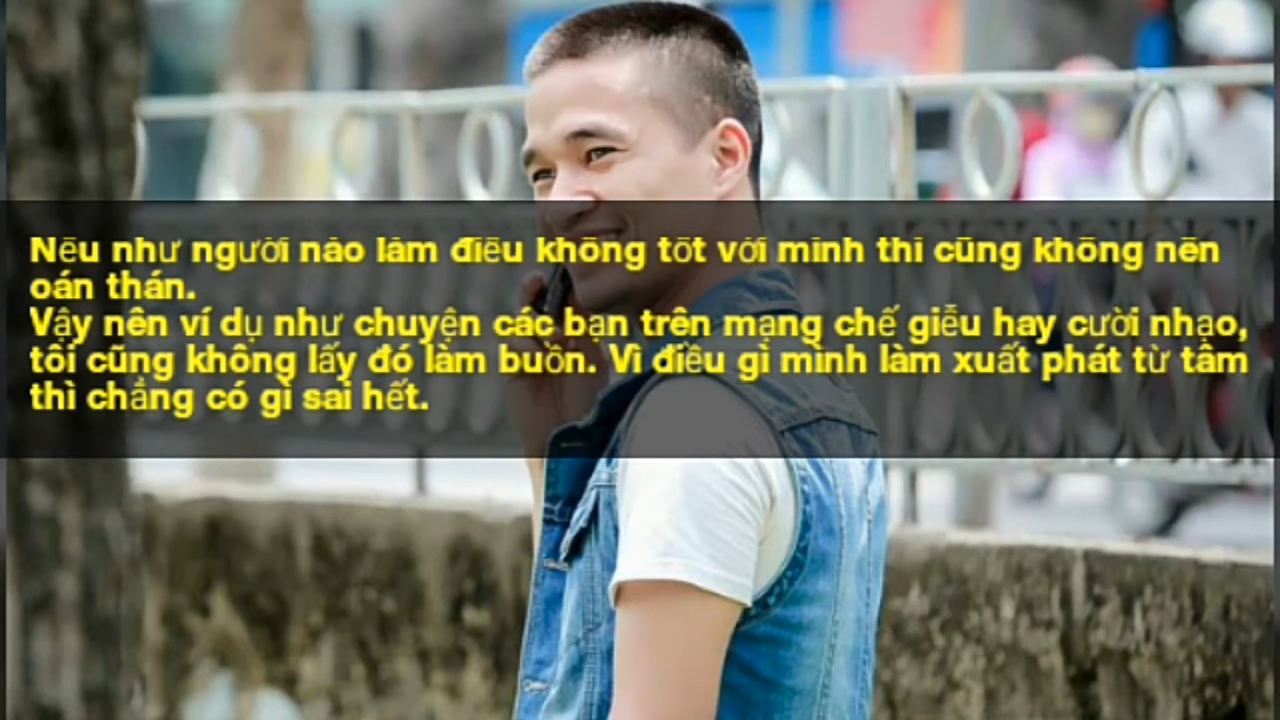 Nếu như người nào làm điều không tốt với mình thì cũng không nên
oán thán.
Vậy nên ví dụ như chuyện các bạn trên mạng chế giễu hay cười nhạo,
tôi cũng không lấy đó làm buồn. Vì điều gì mình làm xuất phát từ tâm
thì chẳng có gì sai hết.